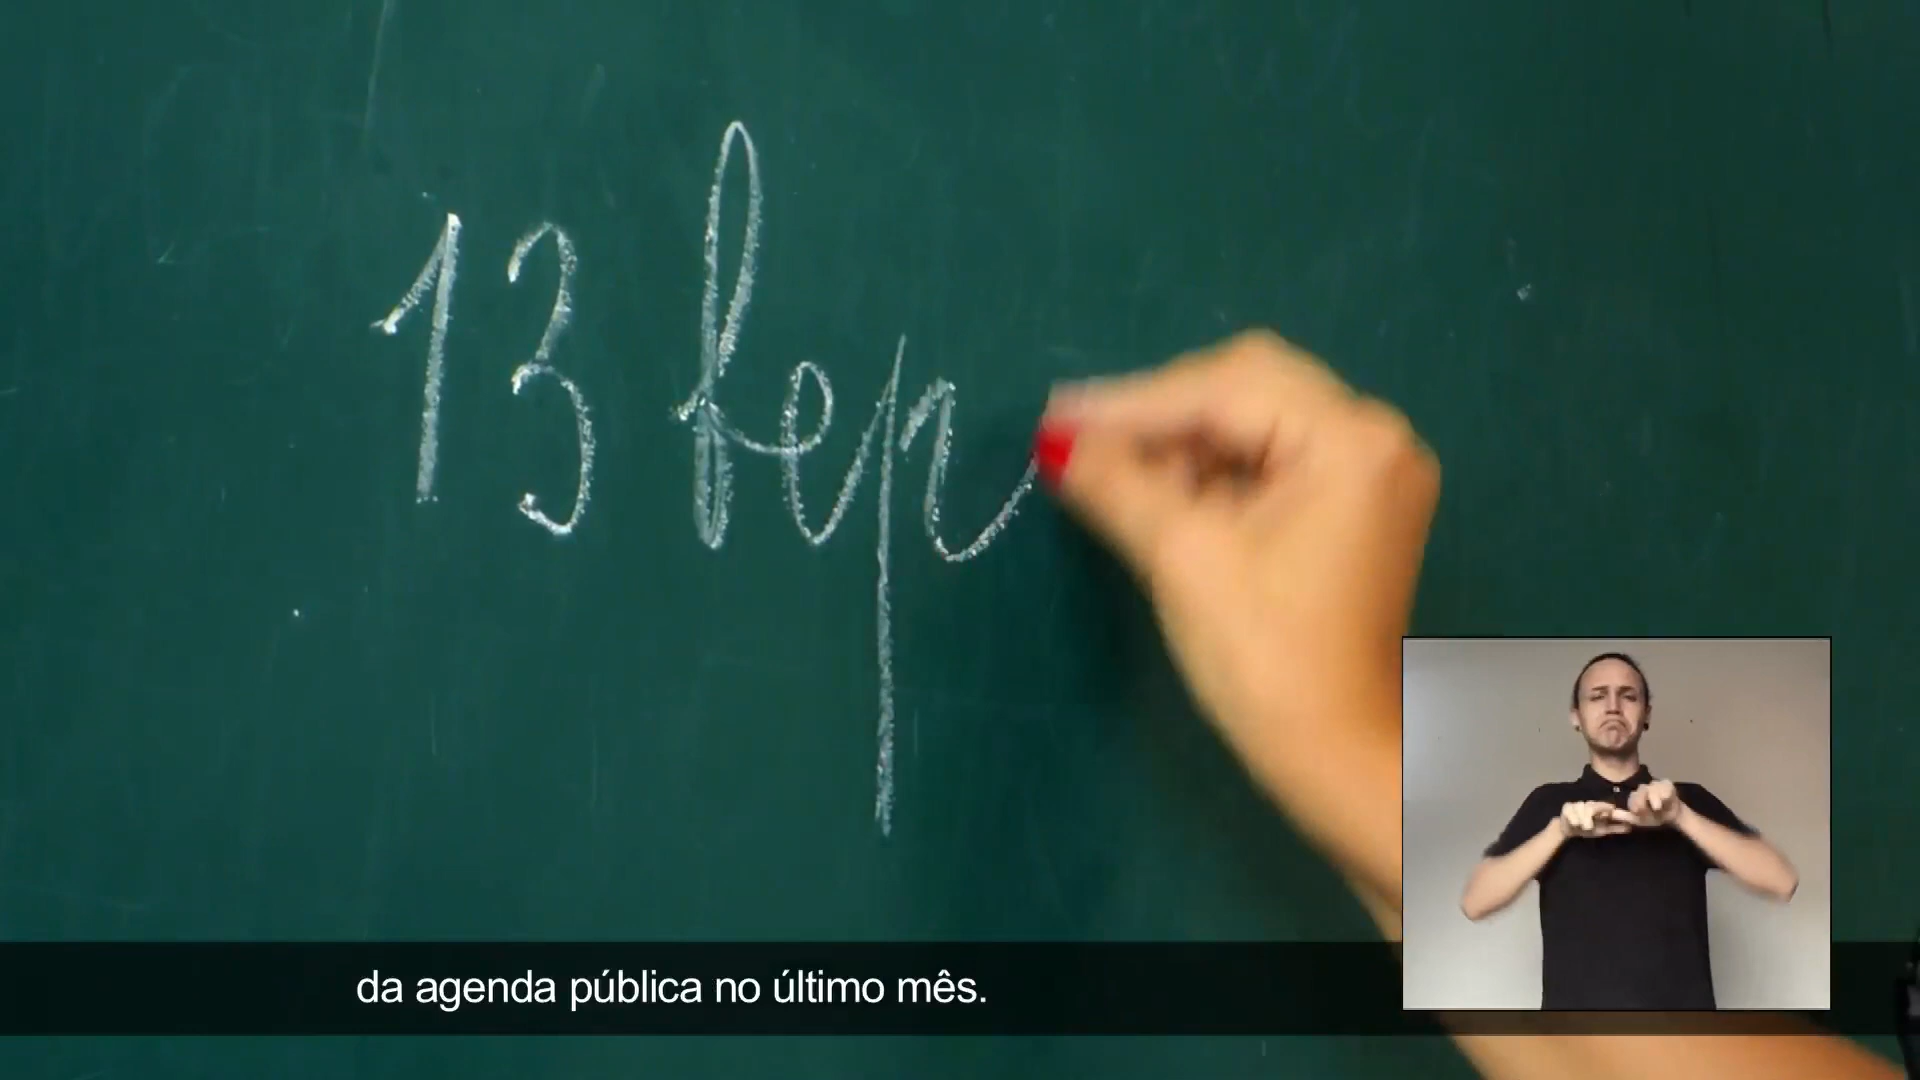 13 вер
da agenda pública no último mês.